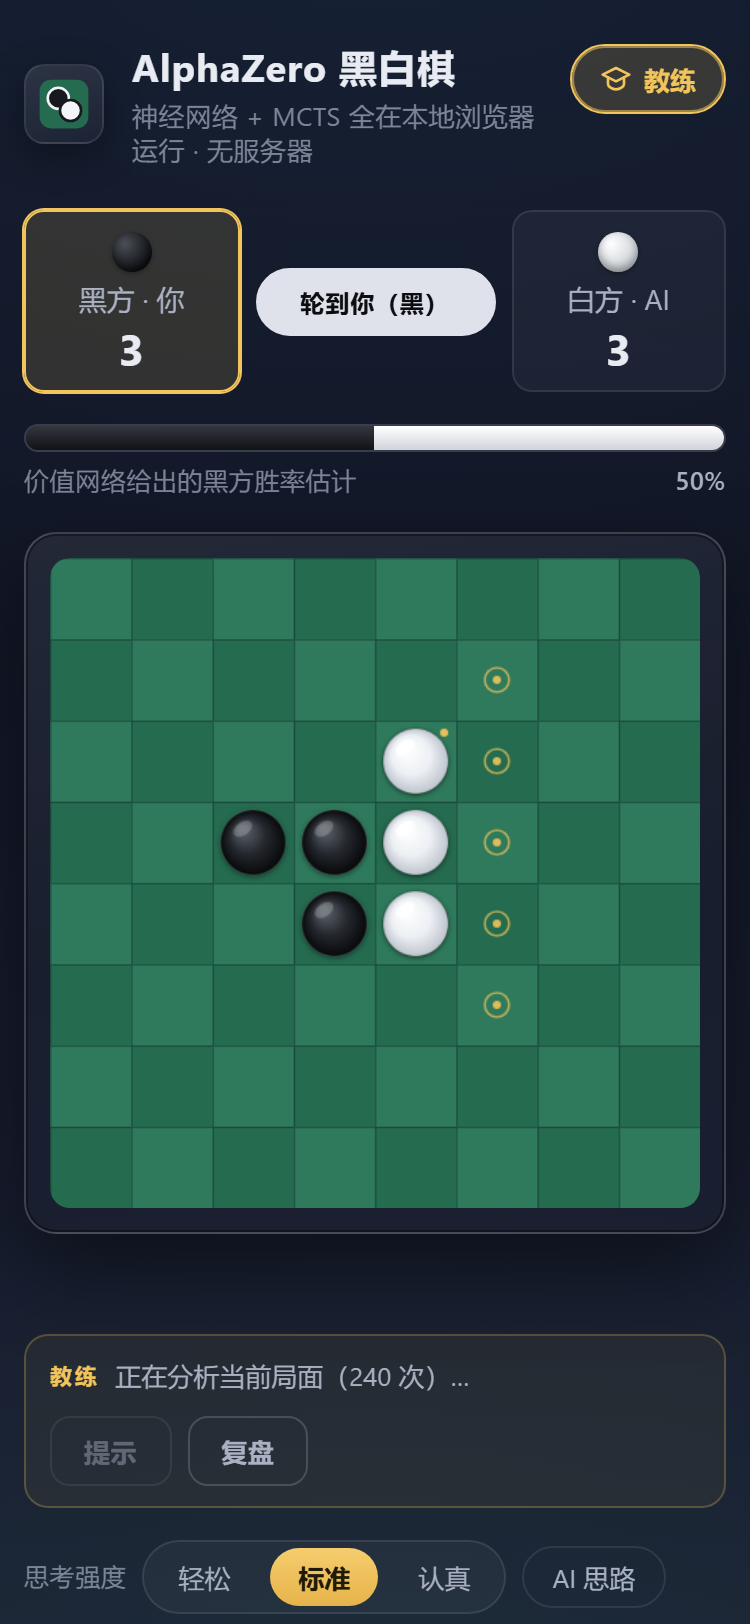 AlphaZero 黑白棋
神经网络 + MCTS 全在本地浏览器
运行 · 无服务器
教练
黑方 · 你
3
轮到你（黑）
白方 · AI
3
价值网络给出的黑方胜率估计
50%
教练 正在分析当前局面（240 次）...
提示
复盘
思考强度
轻松
标准
认真
AI 思路